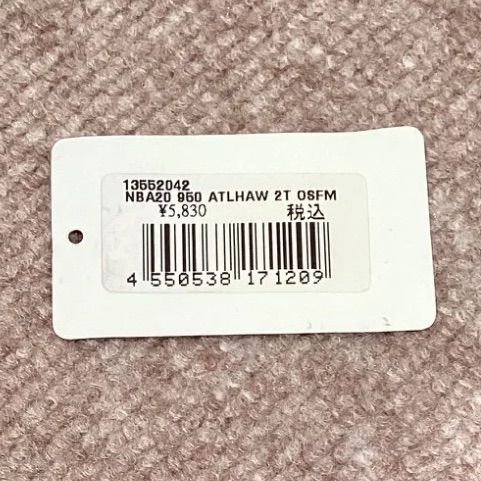 13552042
NBA20 950 ATLHAW 2T OSFM
¥5,830 税込
4 550538 171209